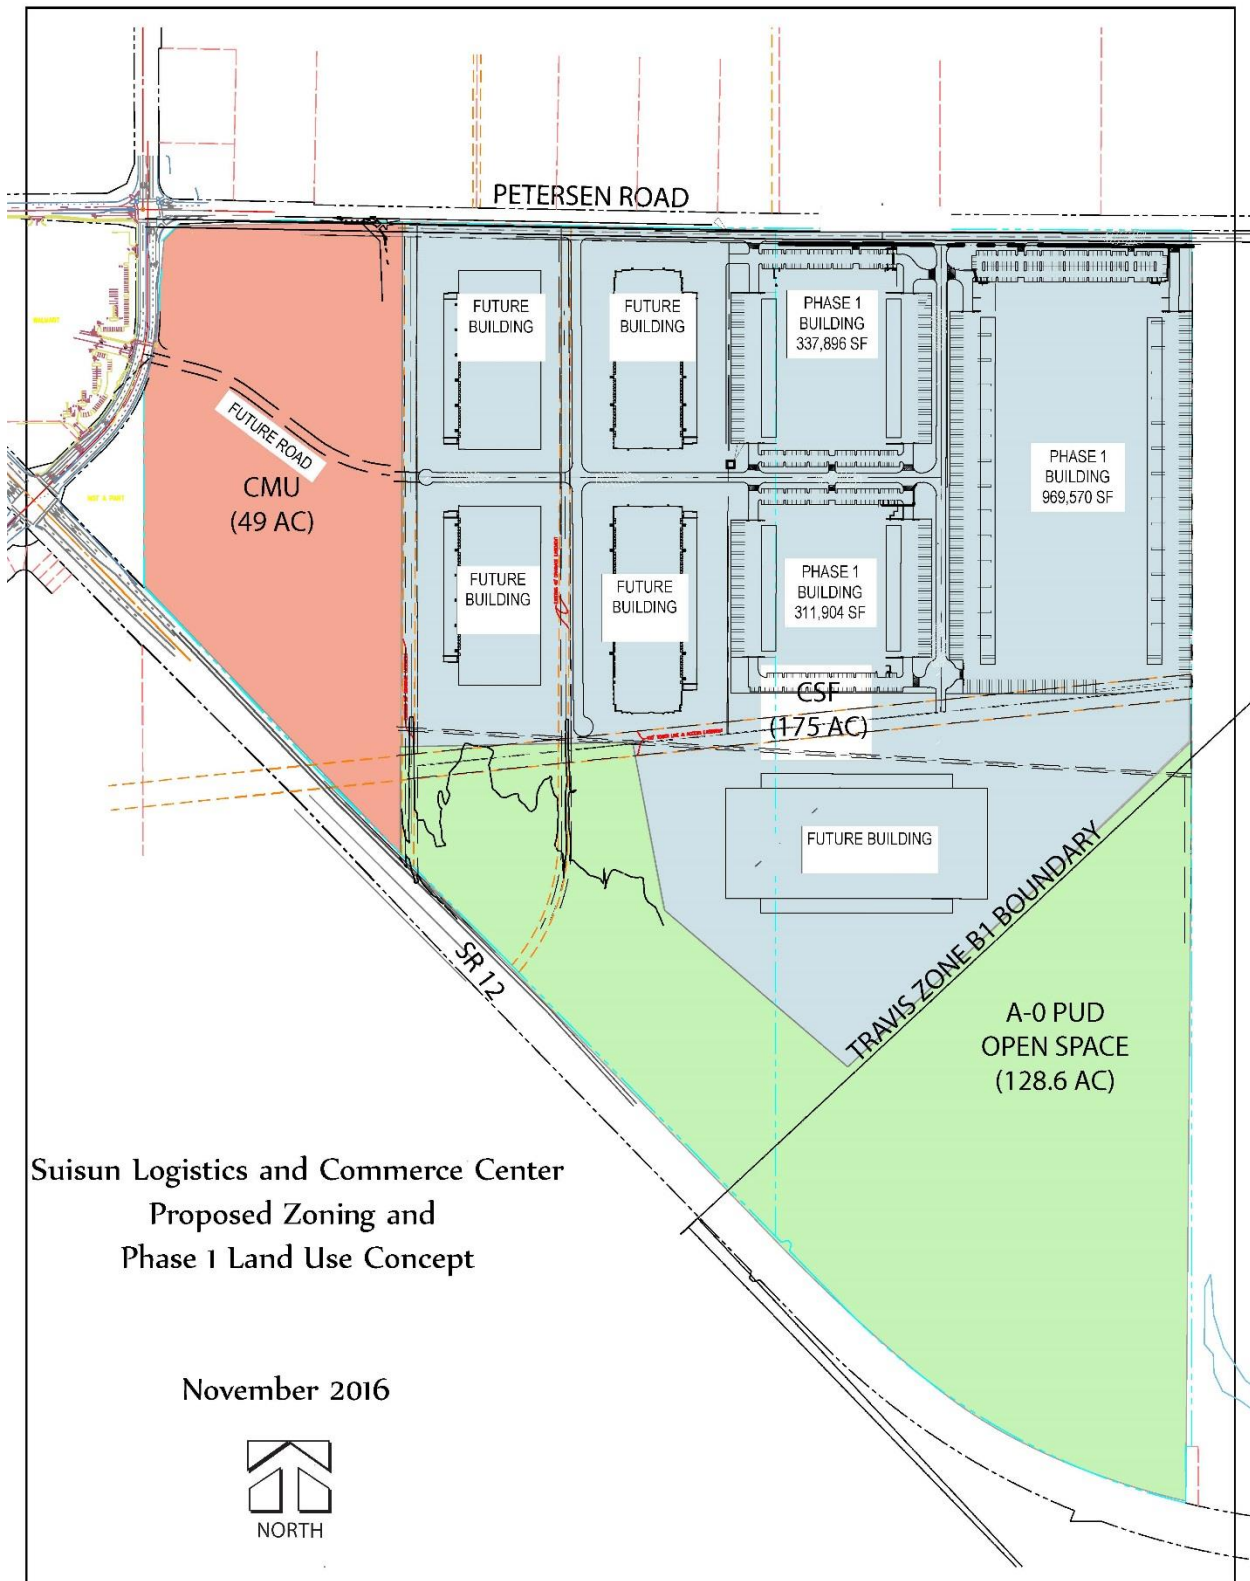 PETERSEN ROAD
FUTURE
BUILDING
FUTURE
BUILDING
PHASE 1
BUILDING
337,896 SF
FUTURE ROAD
CMU
(49 AC)
PHASE 1
BUILDING
969,570 SF
NOT A PART
FUTURE
BUILDING
FUTURE
BUILDING
PHASE 1
BUILDING
311,904 SF
CSF
(175 AC)
FUTURE BUILDING
TRAVIS ZONE B1 BOUNDARY
SR 12
A-0 PUD
OPEN SPACE
(128.6 AC)
Suisun Logistics and Commerce Center
Proposed Zoning and
Phase 1 Land Use Concept
November 2016
NORTH